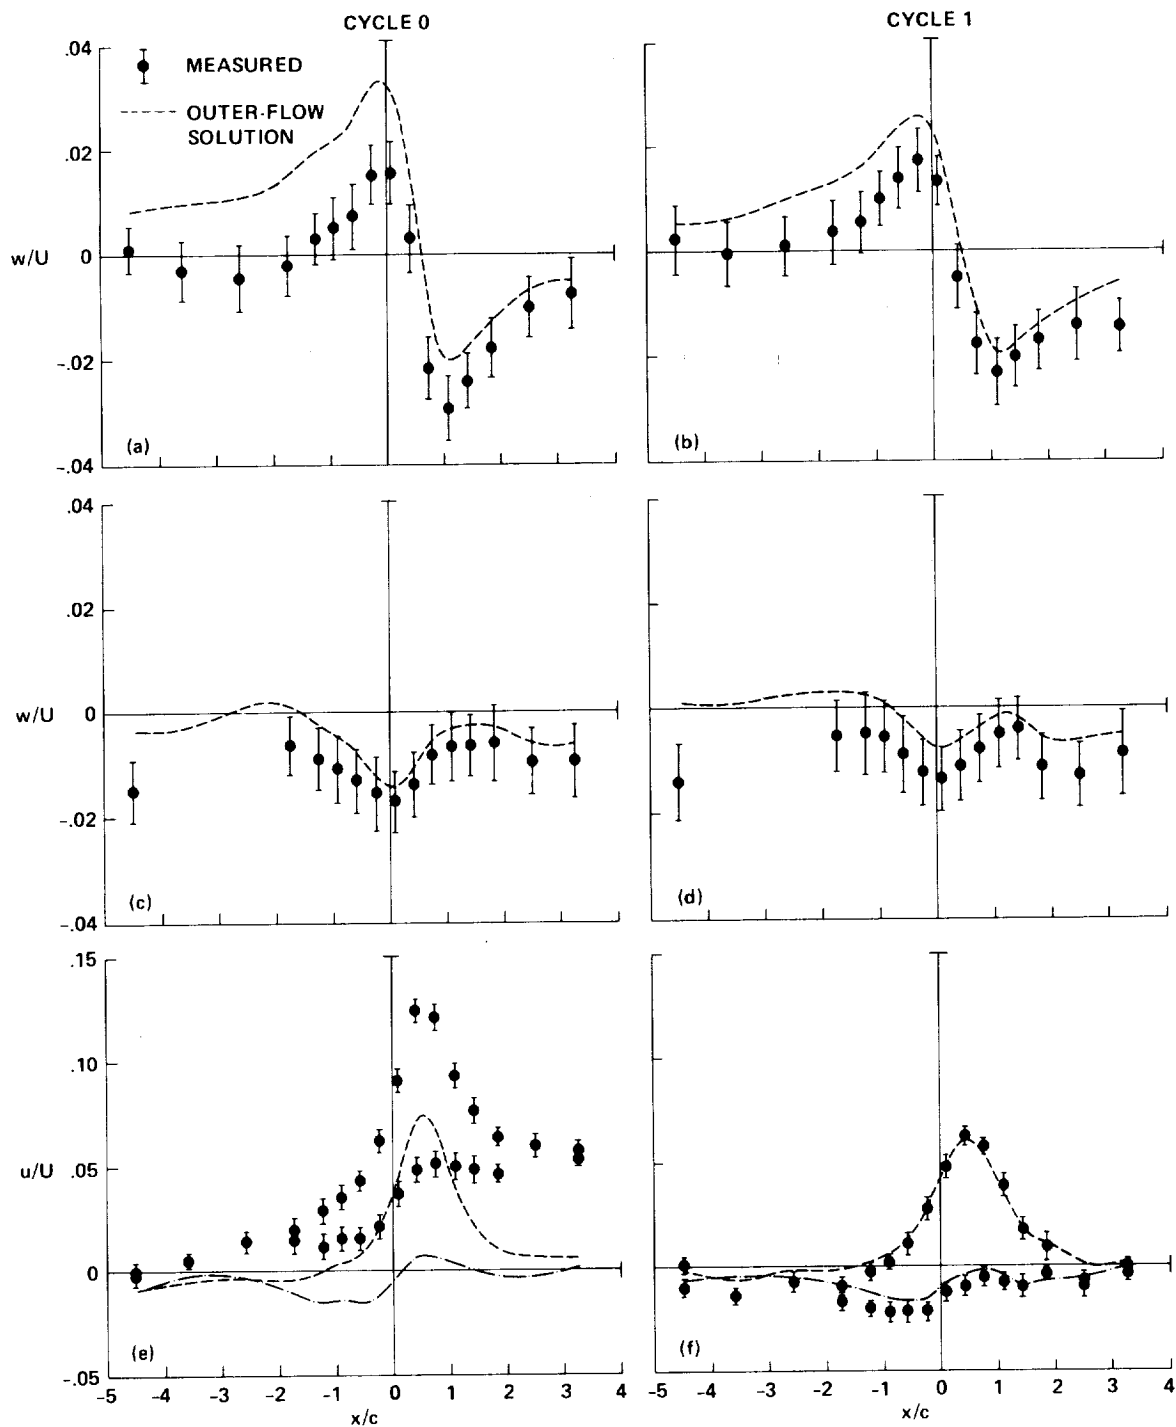 CYCLE 0
CYCLE 1
.04
.02
w/U
0
-.02
-.04
MEASURED
OUTER-FLOW
SOLUTION
(a)
(b)
.04
.02
w/U
0
-.02
-.04
(c)
(d)
.15
.10
u/U
.05
0
-.05
(e)
(f)
-5 -4 -3 -2 -1 0 1 2 3 4
x/c
-5 -4 -3 -2 -1 0 1 2 3 4
x/c